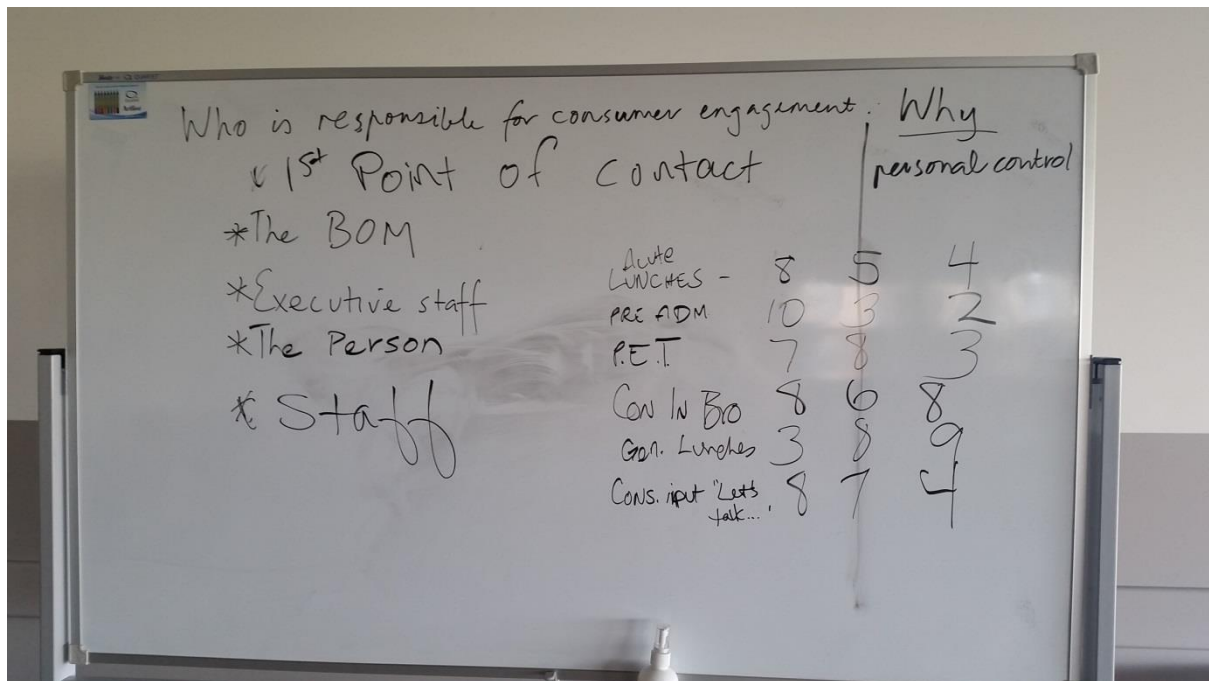 Who is responsible for consumer engagement: Why
1st Point of contact
personal control
*The BOM
*Executive staff
*The Person
* Staff
Acute
LUNCHES - 8 5 4
PRE ADM 10 3 2
P.E.T. 7 8 3
Con In Bro 8 6 8
Gen. Lunches 3 8 9
Cons. input "Let's 8 7 4
talk..."